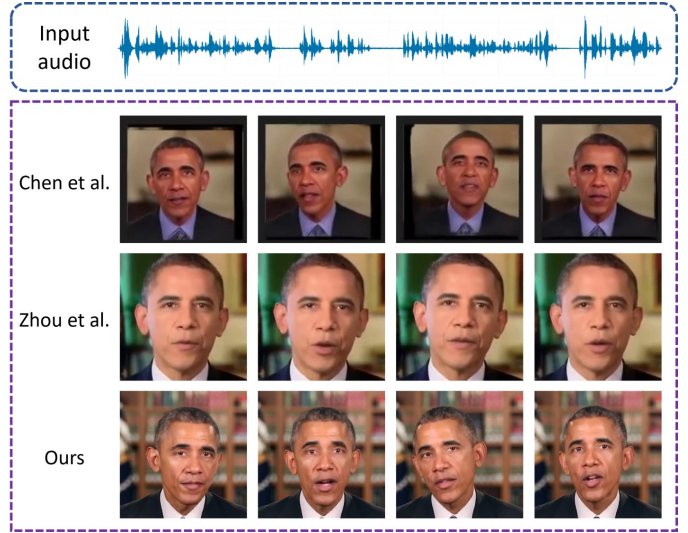 Input
audio
Chen et al.
Zhou et al.
Ours